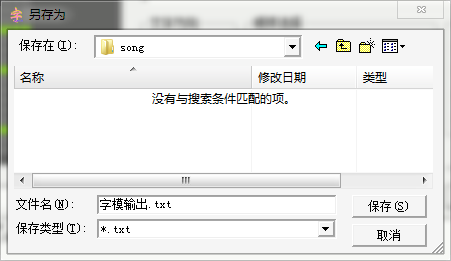 另存为
保存在(I):
song
名称
修改日期
类型
没有与搜索条件匹配的项。
文件名(N):
字模输出.txt
保存(S)
保存类型(T):
*.txt
取消